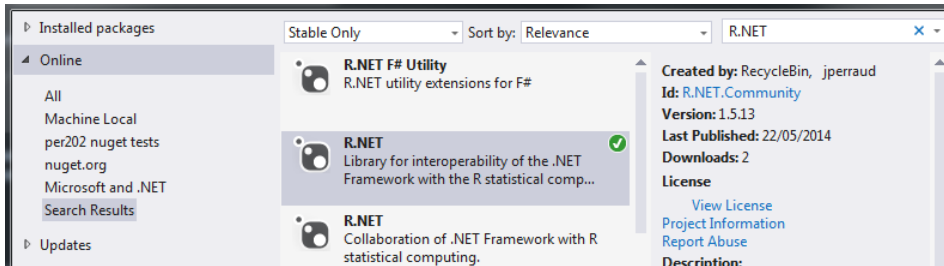 Installed packages
Online
All
Machine Local
per202 nuget tests
nuget.org
Microsoft and .NET
Search Results
Updates
Stable Only
Sort by: Relevance
R.NET F# Utility
R.NET utility extensions for F#
R.NET
Library for interoperability of the .NET
Framework with the R statistical comp...
R.NET
Collaboration of .NET Framework with R
statistical computing.
R.NET
Created by: RecycleBin, jperraud
Id: R.NET.Community
Version: 1.5.13
Last Published: 22/05/2014
Downloads: 2
License
View License
Project Information
Report Abuse
Description: